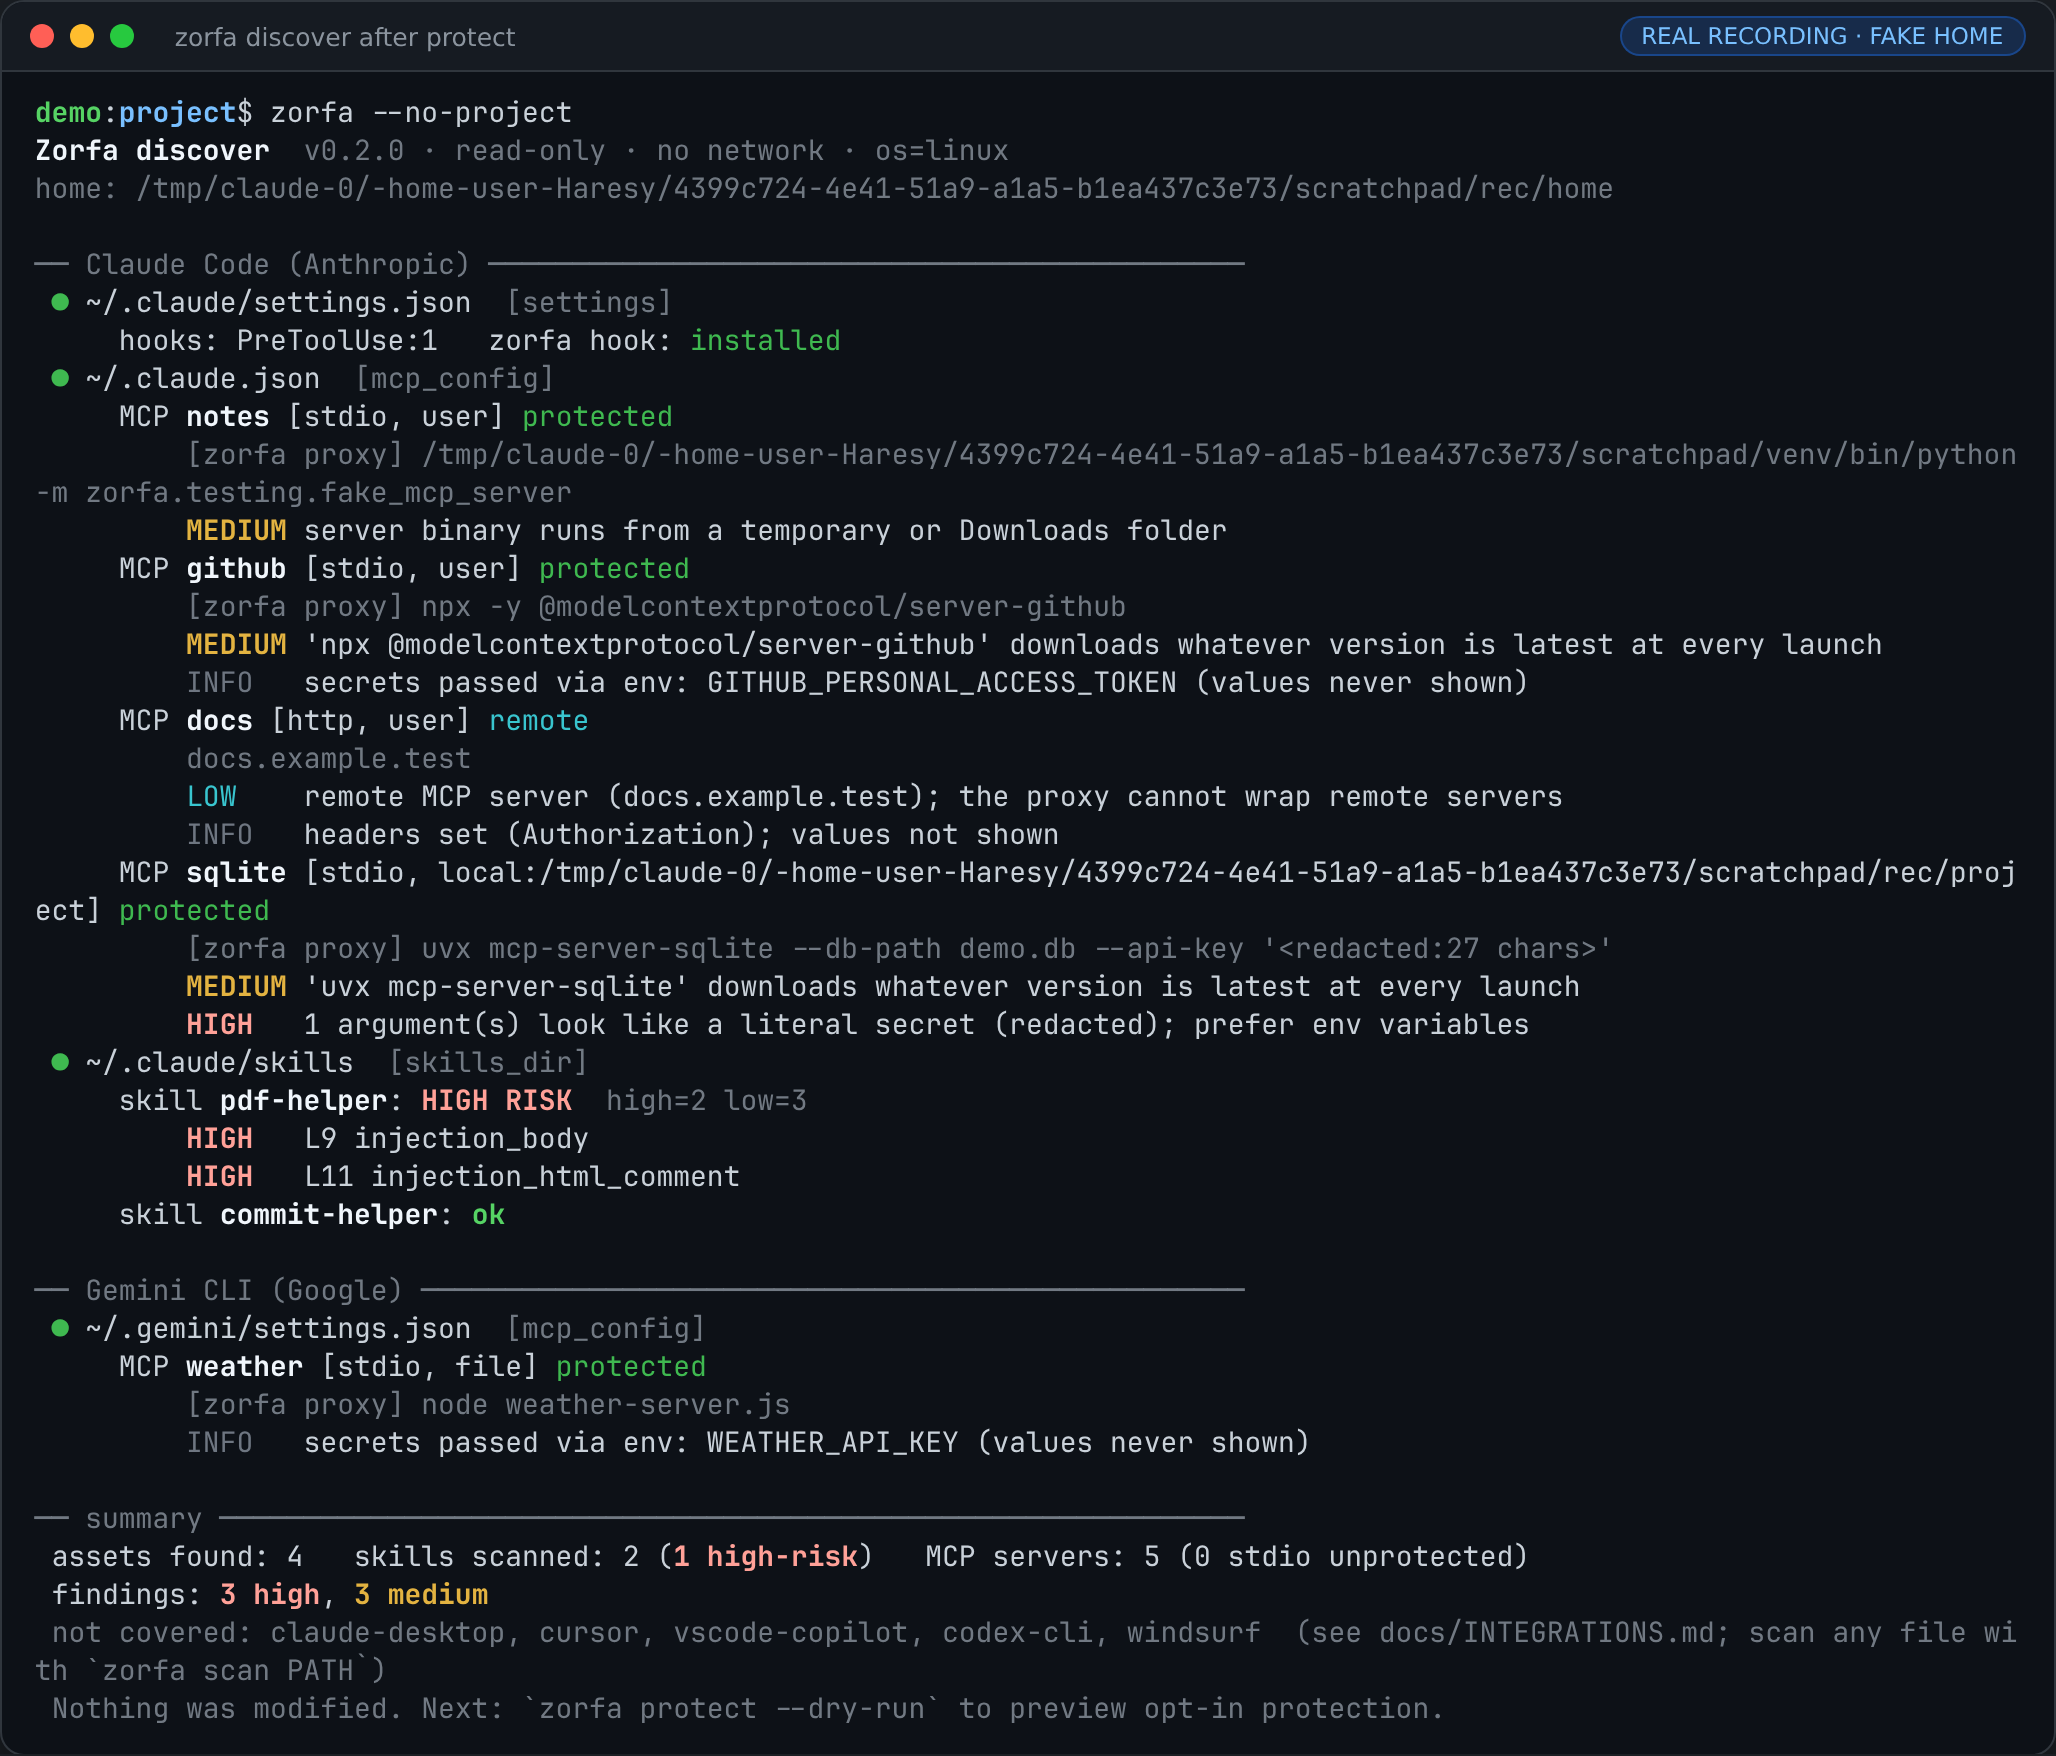 zorfa discover after protect
REAL RECORDING · FAKE HOME
demo:project$ zorfa --no-project
Zorfa discover  v0.2.0 · read-only · no network · os=linux
home: /tmp/claude-0/-home-user-Haresy/4399c724-4e41-51a9-a1a5-b1ea437c3e73/scratchpad/rec/home
── Claude Code (Anthropic) ─────────────────────────────────────────────
● ~/.claude/settings.json  [settings]
hooks: PreToolUse:1   zorfa hook: installed
● ~/.claude.json  [mcp_config]
MCP notes [stdio, user] protected
[zorfa proxy] /tmp/claude-0/-home-user-Haresy/4399c724-4e41-51a9-a1a5-b1ea437c3e73/scratchpad/venv/bin/python
-m zorfa.testing.fake_mcp_server
MEDIUM server binary runs from a temporary or Downloads folder
MCP github [stdio, user] protected
[zorfa proxy] npx -y @modelcontextprotocol/server-github
MEDIUM 'npx @modelcontextprotocol/server-github' downloads whatever version is latest at every launch
INFO   secrets passed via env: GITHUB_PERSONAL_ACCESS_TOKEN (values never shown)
MCP docs [http, user] remote
docs.example.test
LOW    remote MCP server (docs.example.test); the proxy cannot wrap remote servers
INFO   headers set (Authorization); values not shown
MCP sqlite [stdio, local:/tmp/claude-0/-home-user-Haresy/4399c724-4e41-51a9-a1a5-b1ea437c3e73/scratchpad/rec/proj
ect] protected
[zorfa proxy] uvx mcp-server-sqlite --db-path demo.db --api-key '<redacted:27 chars>'
MEDIUM 'uvx mcp-server-sqlite' downloads whatever version is latest at every launch
HIGH   1 argument(s) look like a literal secret (redacted); prefer env variables
● ~/.claude/skills  [skills_dir]
skill pdf-helper: HIGH RISK  high=2 low=3
HIGH   L9 injection_body
HIGH   L11 injection_html_comment
skill commit-helper: ok
── Gemini CLI (Google) ─────────────────────────────────────────────────
● ~/.gemini/settings.json  [mcp_config]
MCP weather [stdio, file] protected
[zorfa proxy] node weather-server.js
INFO   secrets passed via env: WEATHER_API_KEY (values never shown)
── summary ─────────────────────────────────────────────────────────────
assets found: 4   skills scanned: 2 (1 high-risk)   MCP servers: 5 (0 stdio unprotected)
findings: 3 high, 3 medium
not covered: claude-desktop, cursor, vscode-copilot, codex-cli, windsurf  (see docs/INTEGRATIONS.md; scan any file wi
th `zorfa scan PATH`)
Nothing was modified. Next: `zorfa protect --dry-run` to preview opt-in protection.